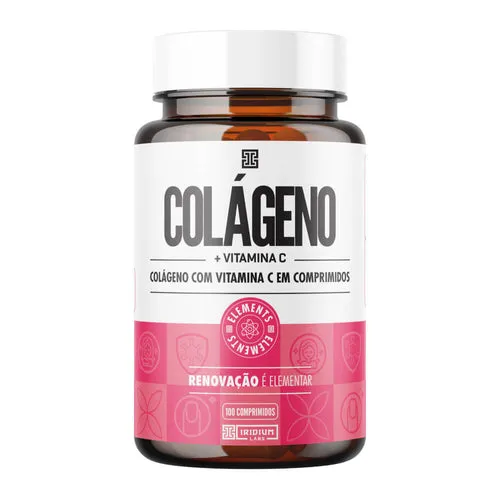 COLÁGENO
+ VITAMINA C
COLÁGENO COM VITAMINA C EM COMPRIMIDOS
ELEMENTS
ELEMENTS
RENOVAÇÃO É ELEMENTAR
100 COMPRIMIDOS
IRIDIUM
LABS